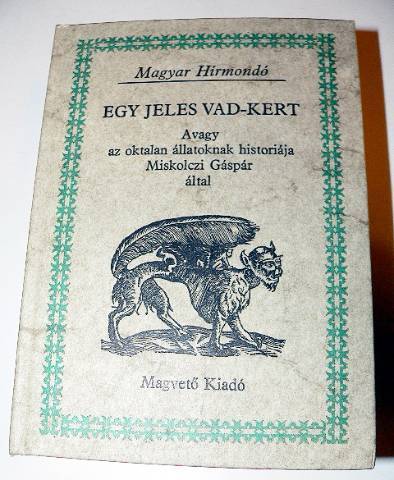 Magyar Hírmondó
EGY JELES VAD-KERT
Avagy
az oktalan állatoknak historiája
Miskolczi Gáspár
által
Magvető Kiadó